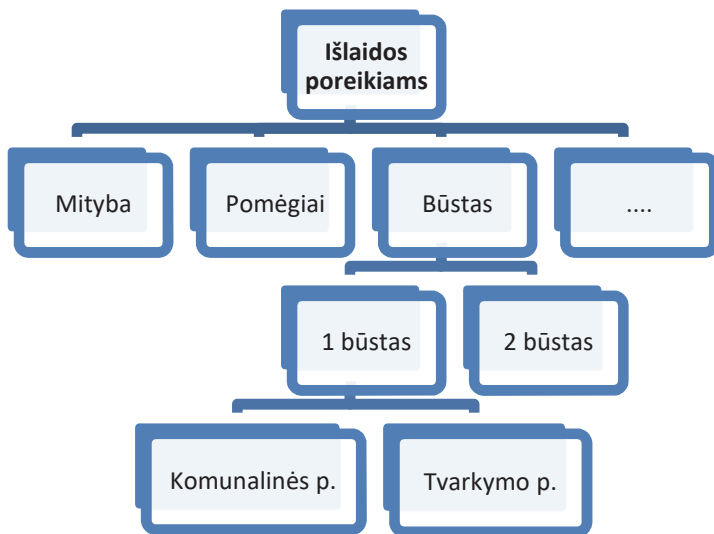 Išlaidos
poreikiams
Mityba
Pomėgiai
Būstas
....
1 būstas
2 būstas
Komunalinės p.
Tvarkymo p.